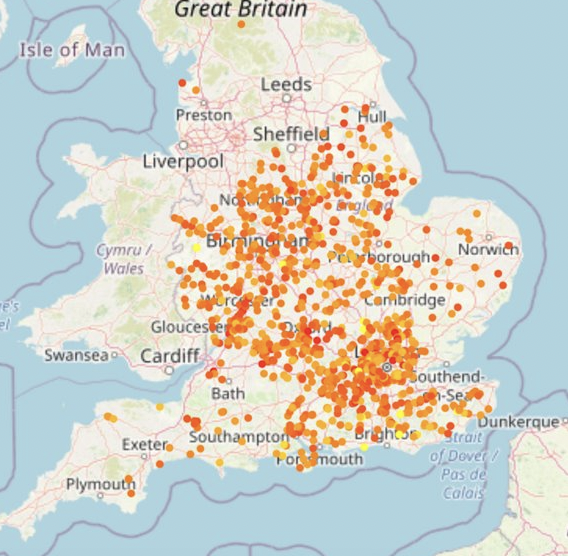 Great Britain
Isle of Man
Leeds
Preston
Hull
Sheffield
Liverpool
Lincoln
England
Birmingham
Norwich
Cymru /
Wales
Peterborough
Worcester
Cambridge
Gloucester
Oxford
Swansea
Cardiff
L
Southend-
on-Sea
Bath
Dunkerque
Exeter
Southampton
Brighton
Strait
of Dover /
Pas de
Calais
Portsmouth
Plymouth